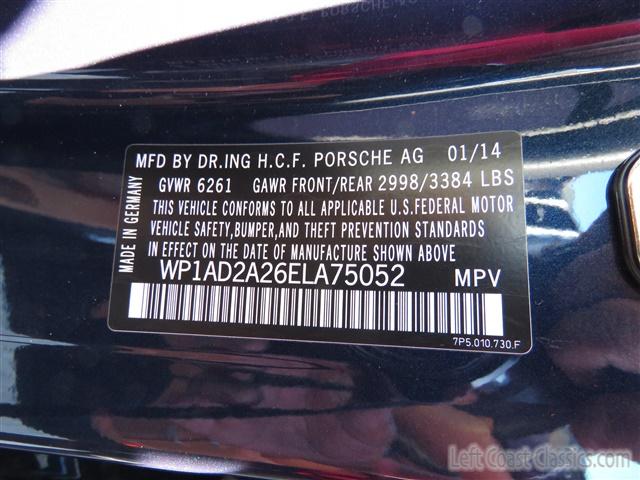 MFD BY DR.ING H.C.F. PORSCHE AG 01/14
GVWR 6261 GAWR FRONT/REAR 2998/3384 LBS
THIS VEHICLE CONFORMS TO ALL APPLICABLE U.S.FEDERAL MOTOR
VEHICLE SAFETY,BUMPER,AND THEFT PREVENTION STANDARDS
IN EFFECT ON THE DATE OF MANUFACTURE SHOWN ABOVE.
WP1AD2A26ELA75052 MPV
7P5.010.730.F
MADE IN GERMANY
Left Coast Classics.com